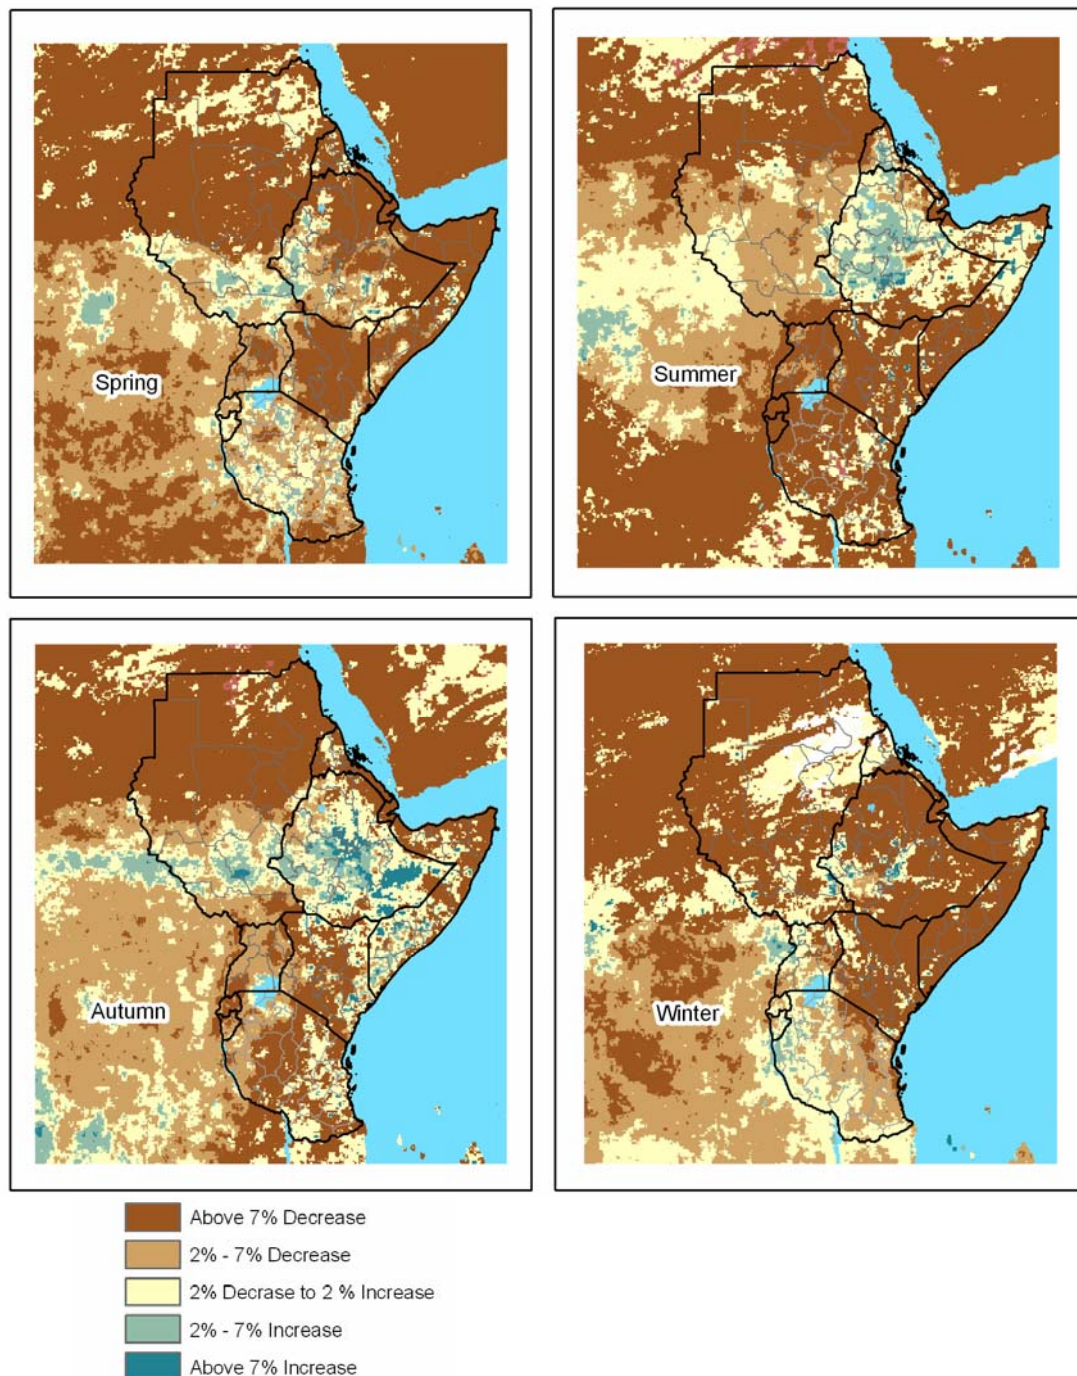 Spring
Summer
Autumn
Winter
Above 7% Decrease
2% - 7% Decrease
2% Decrase to 2 % Increase
2% - 7% Increase
Above 7% Increase